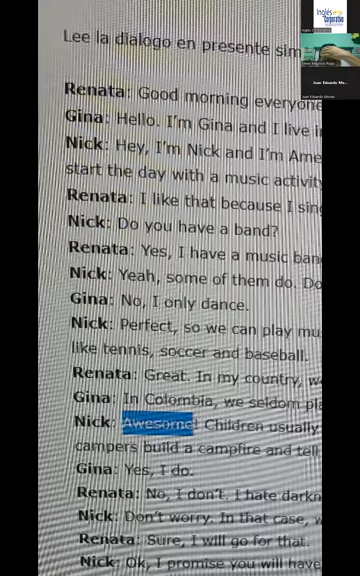 Inglés
Corporativo
Lee la dialogo en presente sim
Juan Eduardo Mo...
Renata: Good morning everyone
Gina: Hello. I'm Gina and I live i
Nick: Hey, I'm Nick and I'm Ame
start the day with a music activity
Renata: I like that because I sing
Nick: Do you have a band?
Renata: Yes, I have a music ban
Nick: Yeah, some of them do. Do
Gina: No, I only dance.
Nick: Perfect, so we can play mu
like tennis, soccer and baseball.
Renata: Great. In my country, w
Gina: In Colombia, we seldom pla
Nick: Awesome! Children usually
campers build a campfire and tell
Gina: Yes, I do.
Renata: No, I don't. I hate darkn
Nick: Don't worry. In that case, w
Renata: Sure, I will go for that.
Nick: Ok, I promise you will have